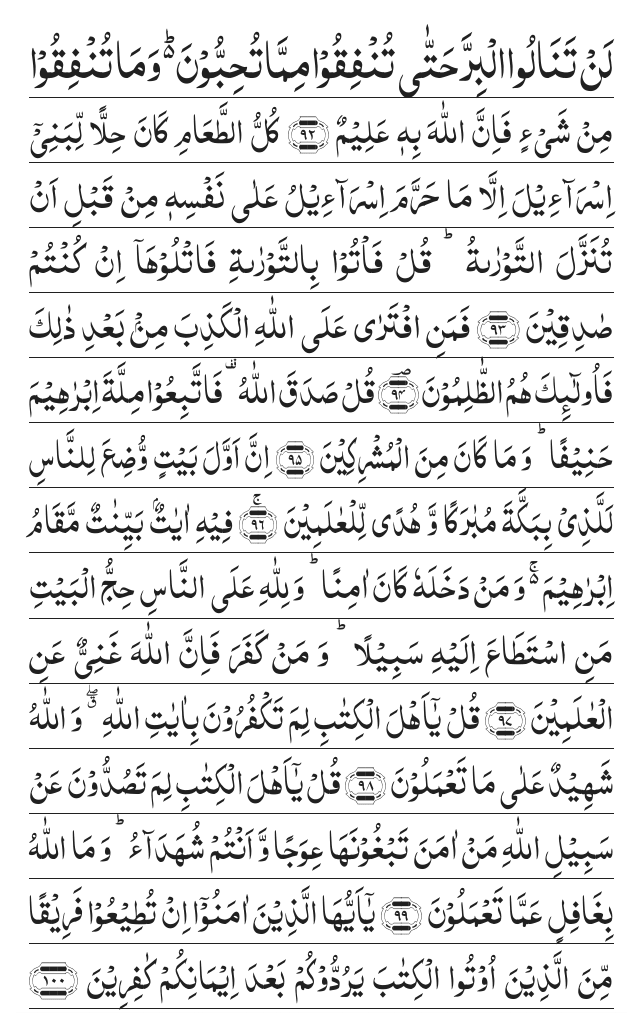 لَنْ تَنَالُوا الْبِرَّ حَتّٰى تُنْفِقُوْا مِمَّا تُحِبُّوْنَ ۬ؕ وَمَا تُنْفِقُوْا
مِنْ شَیْءٍ فَاِنَّ اللّٰهَ بِهٖ عَلِیْمٌ ﴿۹۲﴾ كُلُّ الطَّعَامِ كَانَ حِلًّا لِّبَنِیْۤ
اِسْرَآءِیْلَ اِلَّا مَا حَرَّمَ اِسْرَآءِیْلُ عَلٰى نَفْسِهٖ مِنْ قَبْلِ اَنْ
تُنَزَّلَ التَّوْرٰىةُ ؕ قُلْ فَاْتُوْا بِالتَّوْرٰىةِ فَاتْلُوْهَاۤ اِنْ كُنْتُمْ
صٰدِقِیْنَ ﴿۹۳﴾ فَمَنِ افْتَرٰى عَلَى اللّٰهِ الْكَذِبَ مِنْۢ بَعْدِ ذٰلِكَ
فَاُولٰٓىِٕكَ هُمُ الظّٰلِمُوْنَ ﴿۹۴﴾ؔ قُلْ صَدَقَ اللّٰهُ ۫ فَاتَّبِعُوْا مِلَّةَ اِبْرٰهِیْمَ
حَنِیْفًا ؕ وَمَا كَانَ مِنَ الْمُشْرِكِیْنَ ﴿۹۵﴾ اِنَّ اَوَّلَ بَیْتٍ وُّضِعَ لِلنَّاسِ
لَلَّذِیْ بِبَكَّةَ مُبٰرَكًا وَّ هُدًى لِّلْعٰلَمِیْنَ ﴿۹۶﴾ۚ فِیْهِ اٰیٰتٌۢ بَیِّنٰتٌ مَّقَامُ
اِبْرٰهِیْمَ ۬ۚ وَمَنْ دَخَلَهٗ كَانَ اٰمِنًا ؕ وَلِلّٰهِ عَلَى النَّاسِ حِجُّ الْبَیْتِ
مَنِ اسْتَطَاعَ اِلَیْهِ سَبِیْلًا ؕ وَ مَنْ كَفَرَ فَاِنَّ اللّٰهَ غَنِیٌّ عَنِ
الْعٰلَمِیْنَ ﴿۹۷﴾ قُلْ یٰۤاَهْلَ الْكِتٰبِ لِمَ تَكْفُرُوْنَ بِاٰیٰتِ اللّٰهِ ۖۗ وَ اللّٰهُ
شَهِیْدٌ عَلٰى مَا تَعْمَلُوْنَ ﴿۹۸﴾ قُلْ یٰۤاَهْلَ الْكِتٰبِ لِمَ تَصُدُّوْنَ عَنْ
سَبِیْلِ اللّٰهِ مَنْ اٰمَنَ تَبْغُوْنَهَا عِوَجًا وَّ اَنْتُمْ شُهَدَآءُ ؕ وَ مَا اللّٰهُ
بِغَافِلٍ عَمَّا تَعْمَلُوْنَ ﴿۹۹﴾ یٰۤاَیُّهَا الَّذِیْنَ اٰمَنُوْۤا اِنْ تُطِیْعُوْا فَرِیْقًا
مِّنَ الَّذِیْنَ اُوْتُوا الْكِتٰبَ یَرُدُّوْكُمْ بَعْدَ اِیْمَانِكُمْ كٰفِرِیْنَ ﴿۱۰۰﴾